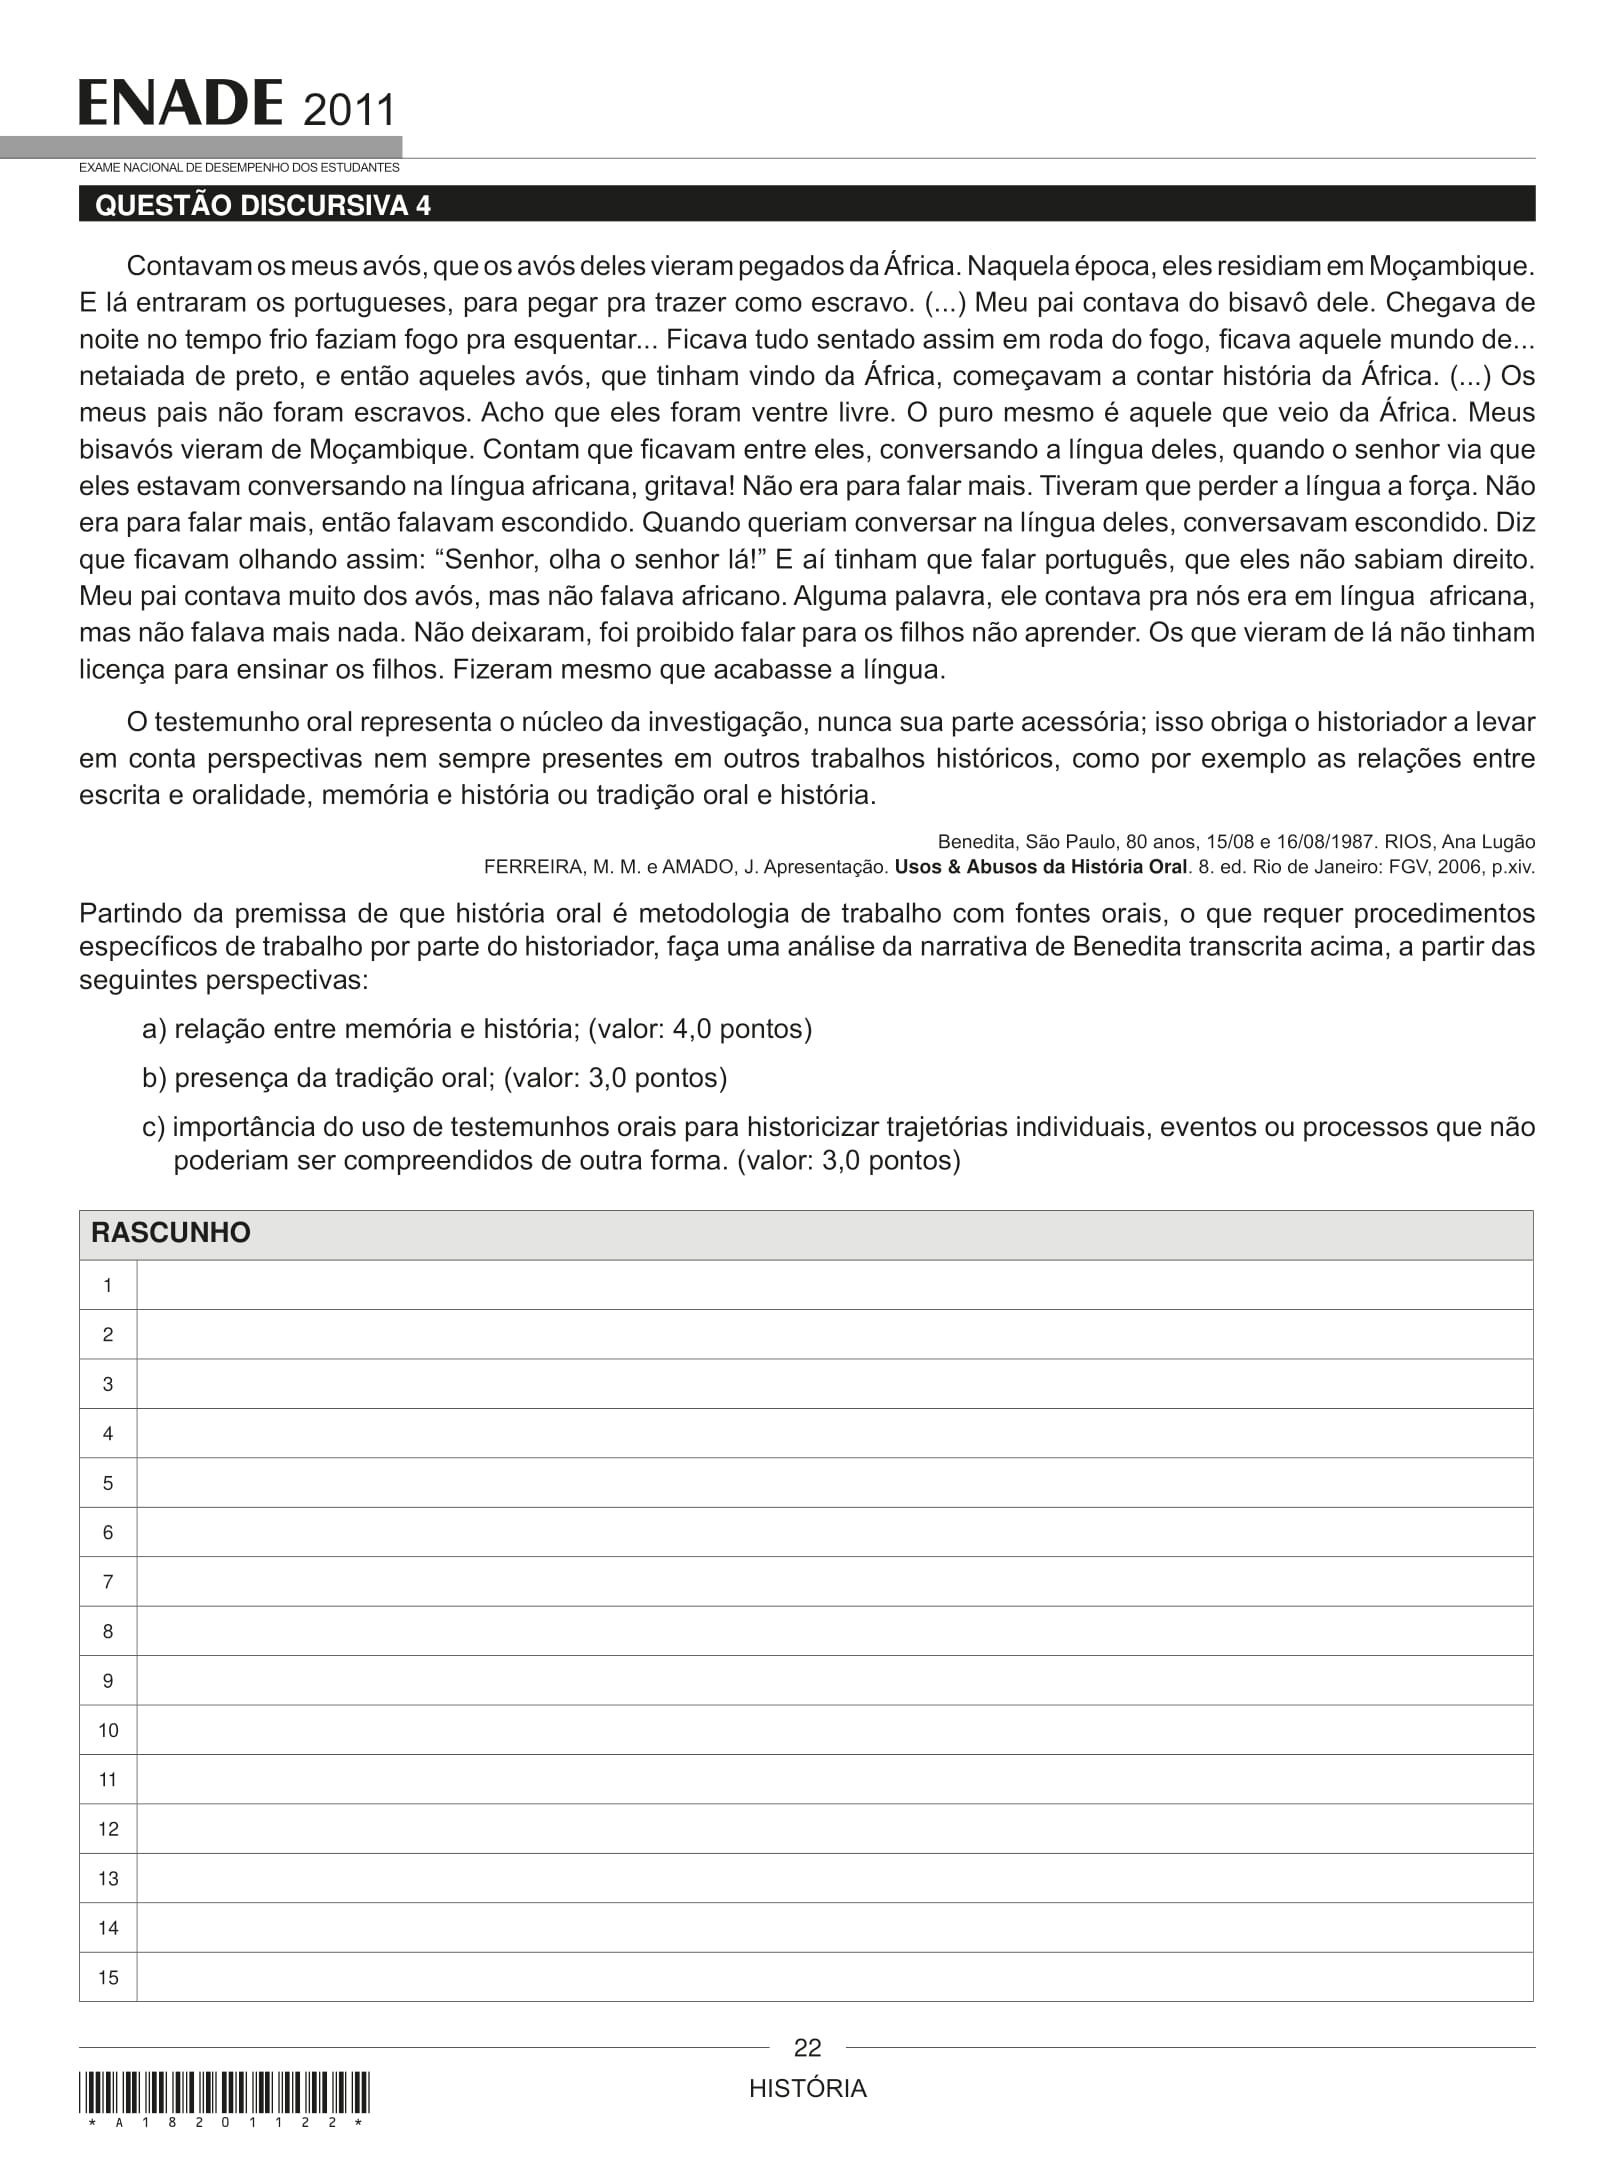 ENADE 2011
EXAME NACIONAL DE DESEMPENHO DOS ESTUDANTES
QUESTÃO DISCURSIVA 4
Contavam os meus avós, que os avós deles vieram pegados da África. Naquela época, eles residiam em Moçambique.
E lá entraram os portugueses, para pegar pra trazer como escravo. (...) Meu pai contava do bisavô dele. Chegava de
noite no tempo frio faziam fogo pra esquentar... Ficava tudo sentado assim em roda do fogo, ficava aquele mundo de...
netaiada de preto, e então aqueles avós, que tinham vindo da África, começavam a contar história da África. (...) Os
meus pais não foram escravos. Acho que eles foram ventre livre. O puro mesmo é aquele que veio da África. Meus
bisavós vieram de Moçambique. Contam que ficavam entre eles, conversando a língua deles, quando o senhor via que
eles estavam conversando na língua africana, gritava! Não era para falar mais. Tiveram que perder a língua a força. Não
era para falar mais, então falavam escondido. Quando queriam conversar na língua deles, conversavam escondido. Diz
que ficavam olhando assim: “Senhor, olha o senhor lá!” E aí tinham que falar português, que eles não sabiam direito.
Meu pai contava muito dos avós, mas não falava africano. Alguma palavra, ele contava pra nós era em língua africana,
mas não falava mais nada. Não deixaram, foi proibido falar para os filhos não aprender. Os que vieram de lá não tinham
licença para ensinar os filhos. Fizeram mesmo que acabasse a língua.
O testemunho oral representa o núcleo da investigação, nunca sua parte acessória; isso obriga o historiador a levar
em conta perspectivas nem sempre presentes em outros trabalhos históricos, como por exemplo as relações entre
escrita e oralidade, memória e história ou tradição oral e história.
Benedita, São Paulo, 80 anos, 15/08 e 16/08/1987. RIOS, Ana Lugão
FERREIRA, M. M. e AMADO, J. Apresentação. Usos & Abusos da História Oral. 8. ed. Rio de Janeiro: FGV, 2006, p.xiv.
Partindo da premissa de que história oral é metodologia de trabalho com fontes orais, o que requer procedimentos
específicos de trabalho por parte do historiador, faça uma análise da narrativa de Benedita transcrita acima, a partir das
seguintes perspectivas:
a) relação entre memória e história; (valor: 4,0 pontos)
b) presença da tradição oral; (valor: 3,0 pontos)
c) importância do uso de testemunhos orais para historicizar trajetórias individuais, eventos ou processos que não
poderiam ser compreendidos de outra forma. (valor: 3,0 pontos)
RASCUNHO
1
2
3
4
5
6
7
8
9
10
11
12
13
14
15
22
HISTÓRIA
* A 1 8 2 0 1 1 2 2 *